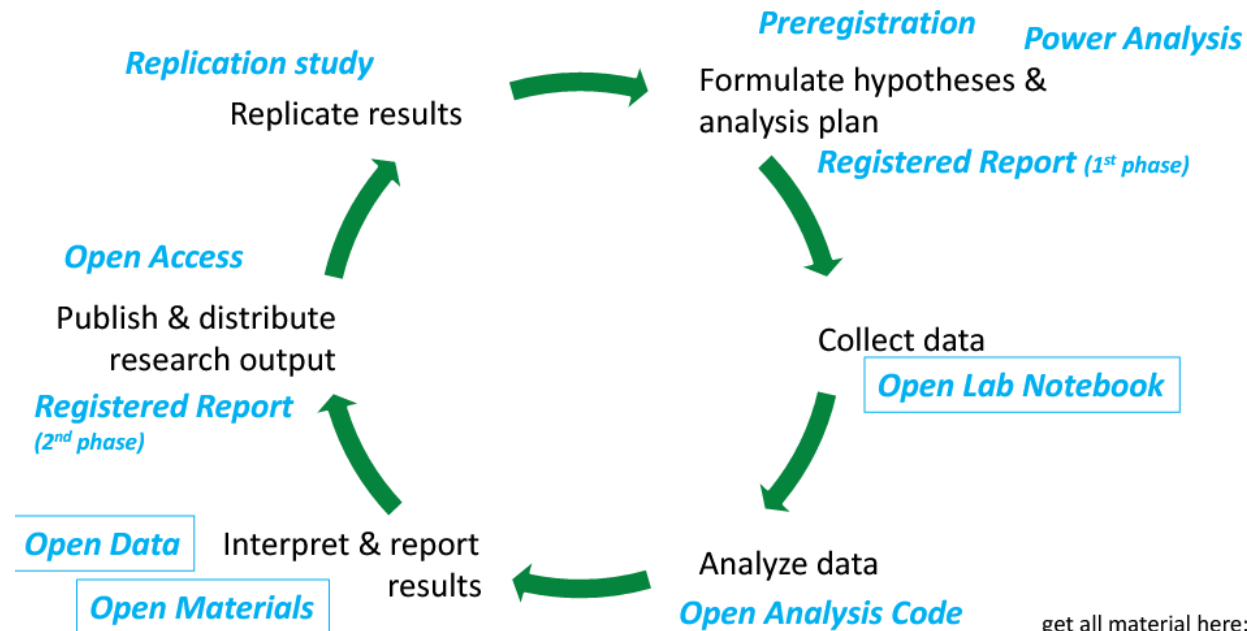 Preregistration
Power Analysis
Replication study
Formulate hypotheses &
analysis plan
Replicate results
Registered Report (1st phase)
Open Access
Publish & distribute
research output
Collect data
Open Lab Notebook
Registered Report
(2nd phase)
Open Data
Interpret & report
results
Analyze data
Open Materials
Open Analysis Code
get all material here: